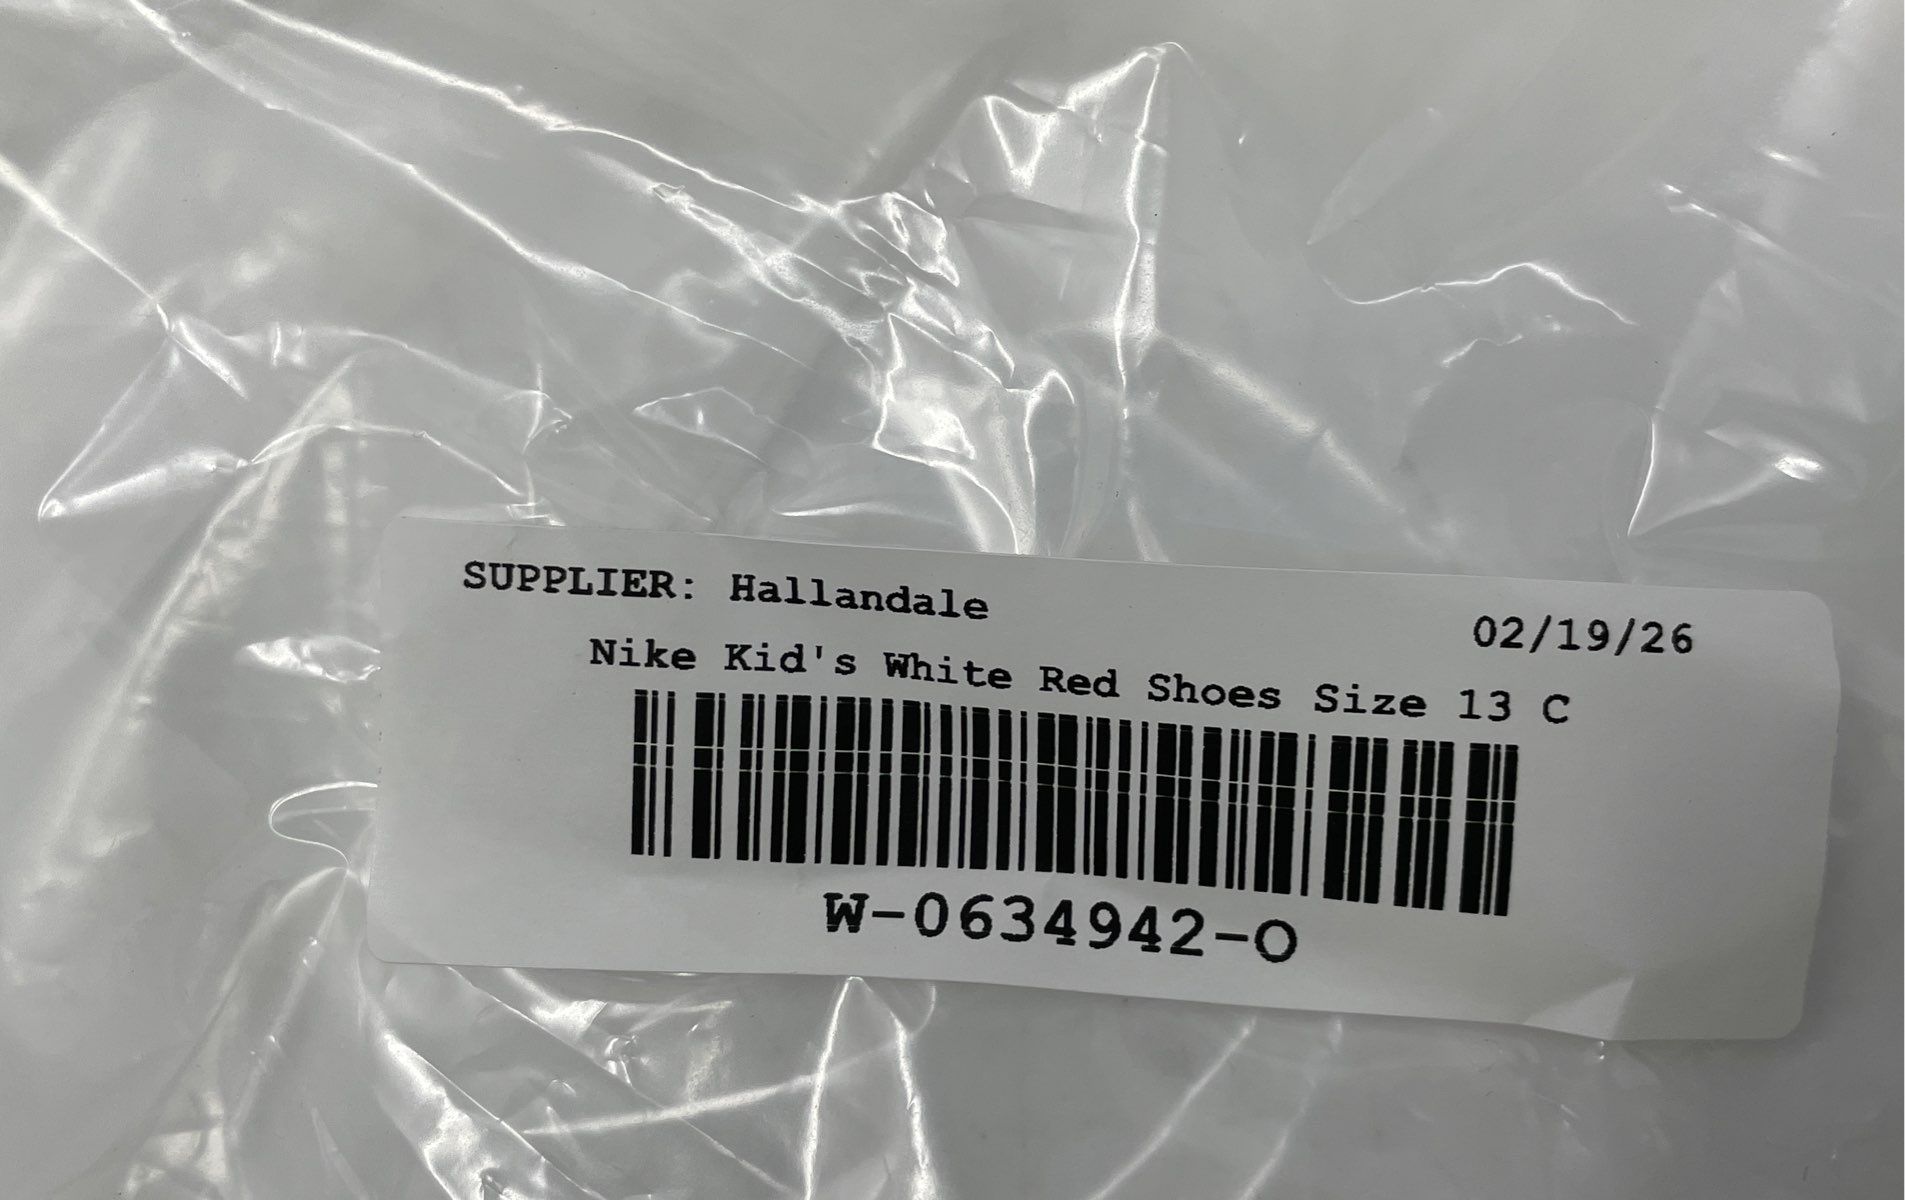 SUPPLIER: Hallandale
02/19/26
Nike Kid's White Red Shoes Size 13 C
W-0634942-O